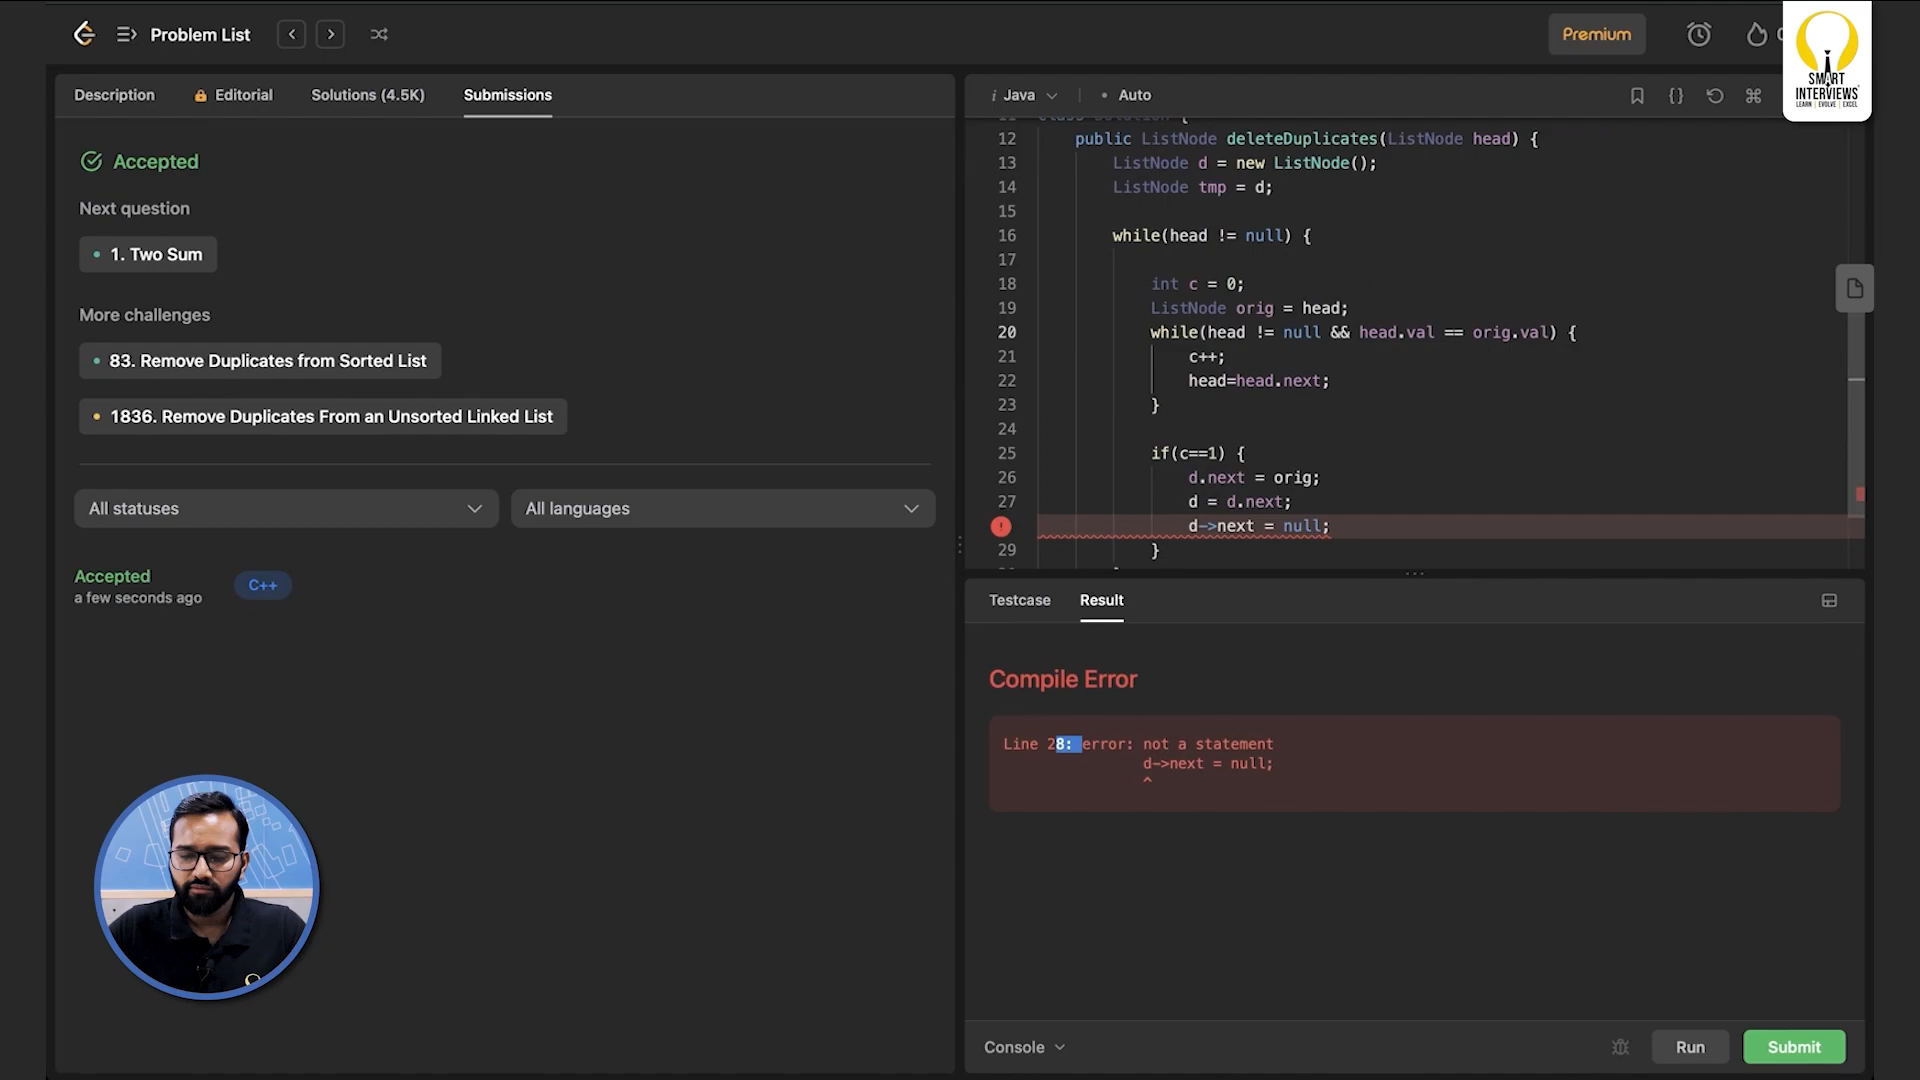 Problem List
Premium
SMART
INTERVIEWS
LEARN | EVOLVE | EXCEL
Description
Editorial
Solutions (4.5K)
Submissions
Accepted
Next question
1. Two Sum
More challenges
83. Remove Duplicates from Sorted List
1836. Remove Duplicates From an Unsorted Linked List
All statuses
All languages
Accepted
a few seconds ago
C++
i Java
• Auto
class Solution {
12 public ListNode deleteDuplicates(ListNode head) {
13 ListNode d = new ListNode();
14 ListNode tmp = d;
15
16 while(head != null) {
17
18 int c = 0;
19 ListNode orig = head;
20 while(head != null && head.val == orig.val) {
21 c++;
22 head=head.next;
23 }
24
25 if(c==1) {
26 d.next = orig;
27 d = d.next;
d->next = null;
29 }
Testcase
Result
Compile Error
Line 28: error: not a statement
d->next = null;
^
Console
Run
Submit